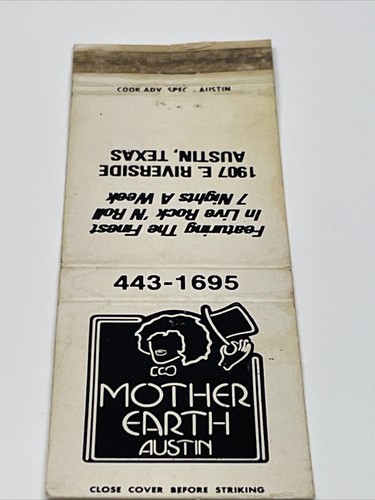 COOK ADV. SPEC. - AUSTIN
Featuring The Finest
In Live Rock 'N Roll
7 Nights A Week
1907 E. RIVERSIDE
AUSTIN, TEXAS
443-1695
MOTHER
EARTH
AUSTIN
CLOSE COVER BEFORE STRIKING